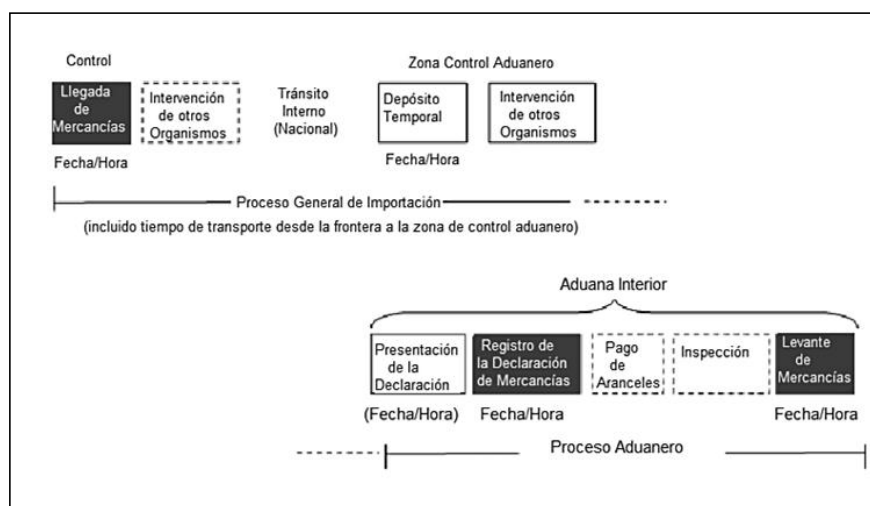 Control
Zona Control Aduanero
Llegada
de
Mercancías
Intervención
de otros
Organismos
Tránsito
Interno
(Nacional)
Depósito
Temporal
Intervención
de otros
Organismos
Fecha/Hora
Fecha/Hora
Proceso General de Importación
(incluido tiempo de transporte desde la frontera a la zona de control aduanero)
Aduana Interior
Presentación
de la
Declaración
Registro de
la Declaración
de Mercancías
Pago
de
Aranceles
Inspección
Levante
de
Mercancías
(Fecha/Hora)
Fecha/Hora
Fecha/Hora
Proceso Aduanero